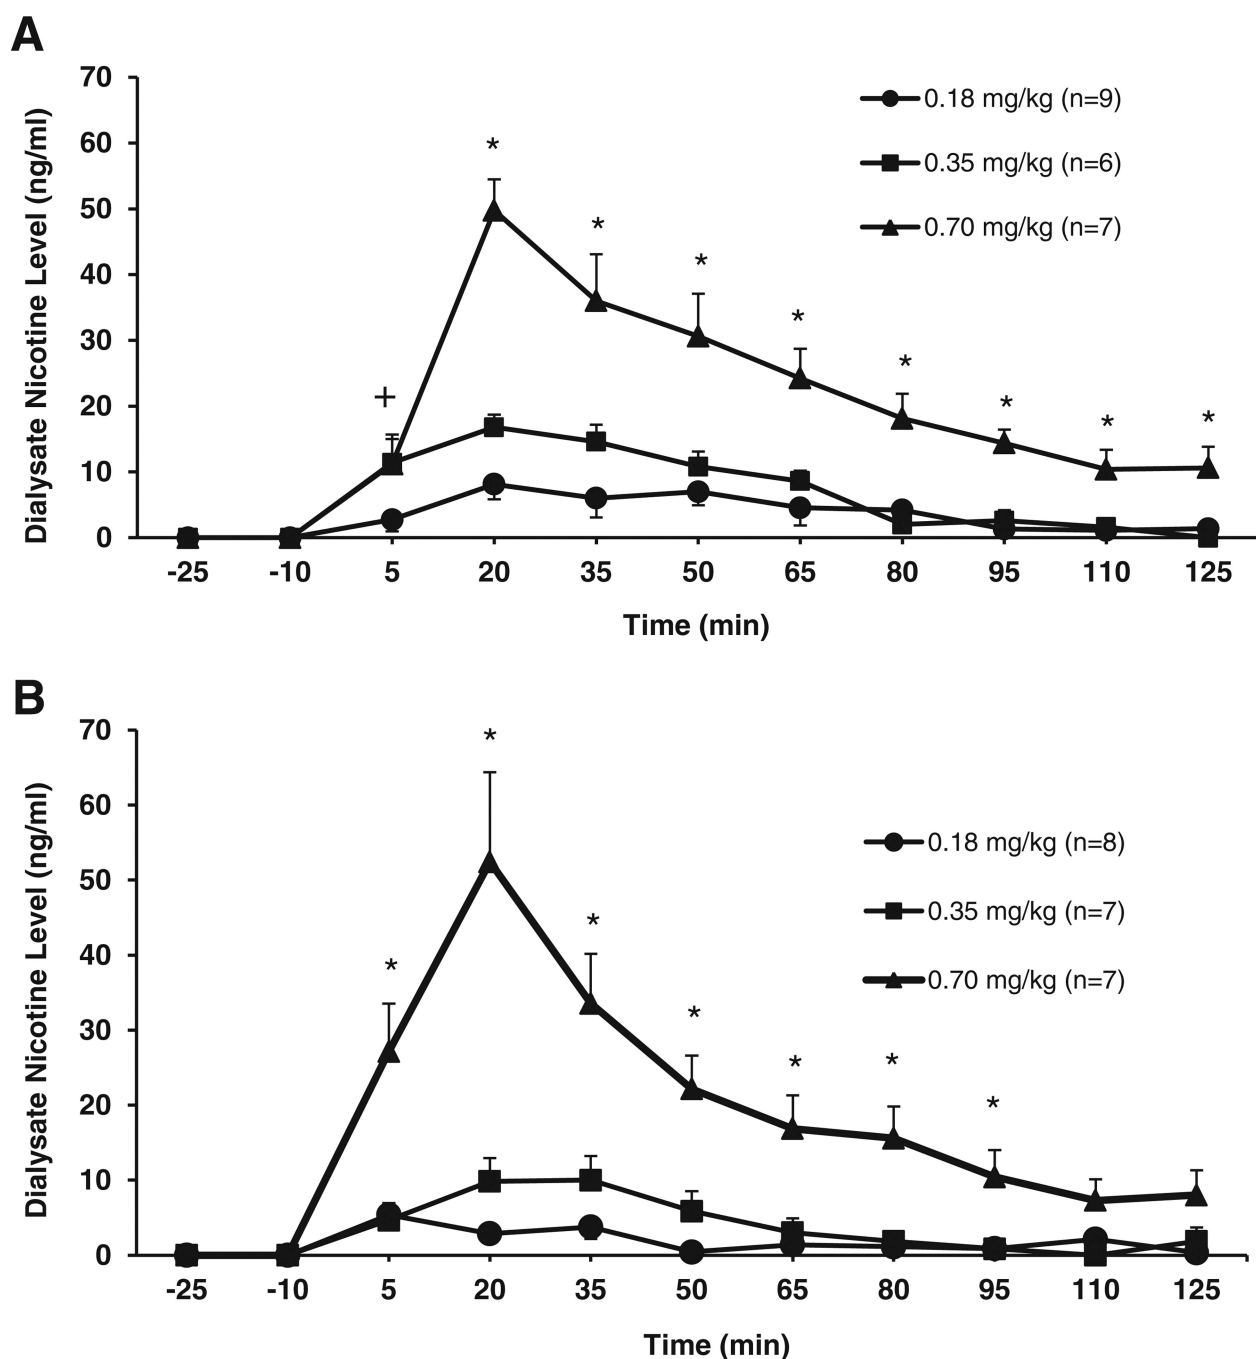 A
Dialysate Nicotine Level (ng/ml)
70
60
50
40
30
20
10
0
0.18 mg/kg (n=9)
0.35 mg/kg (n=6)
0.70 mg/kg (n=7)
*
*
*
*
*
*
*
*
+
-25 -10 5 20 35 50 65 80 95 110 125
Time (min)
B
Dialysate Nicotine Level (ng/ml)
70
60
50
40
30
20
10
0
0.18 mg/kg (n=8)
0.35 mg/kg (n=7)
0.70 mg/kg (n=7)
*
*
*
*
*
*
*
-25 -10 5 20 35 50 65 80 95 110 125
Time (min)